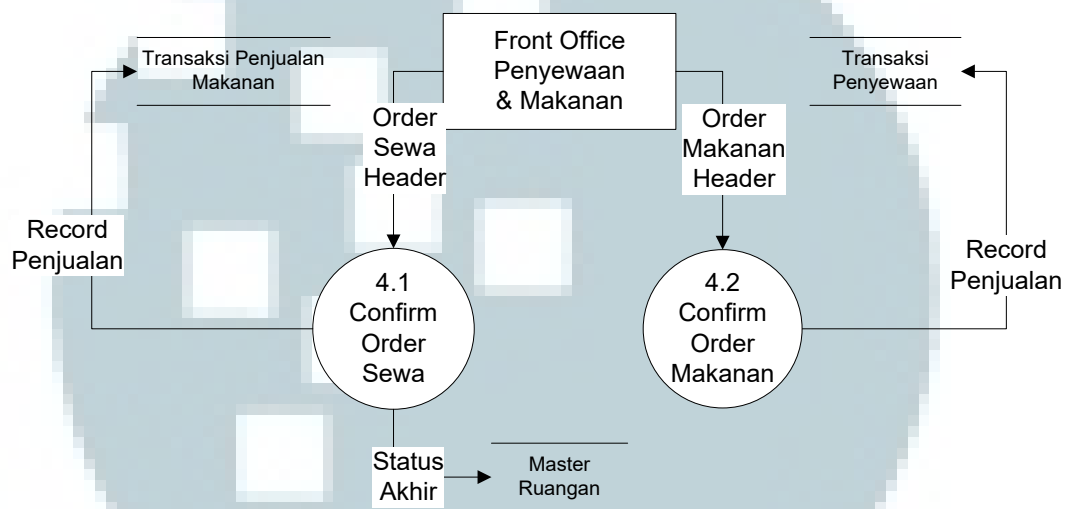 Transaksi Penjualan
Makanan
Front Office
Penyewaan
& Makanan
Transaksi
Penyewaan
Order
Sewa
Header
Order
Makanan
Header
Record
Penjualan
4.1
Confirm
Order
Sewa
4.2
Confirm
Order
Makanan
Record
Penjualan
Status
Akhir
Master
Ruangan